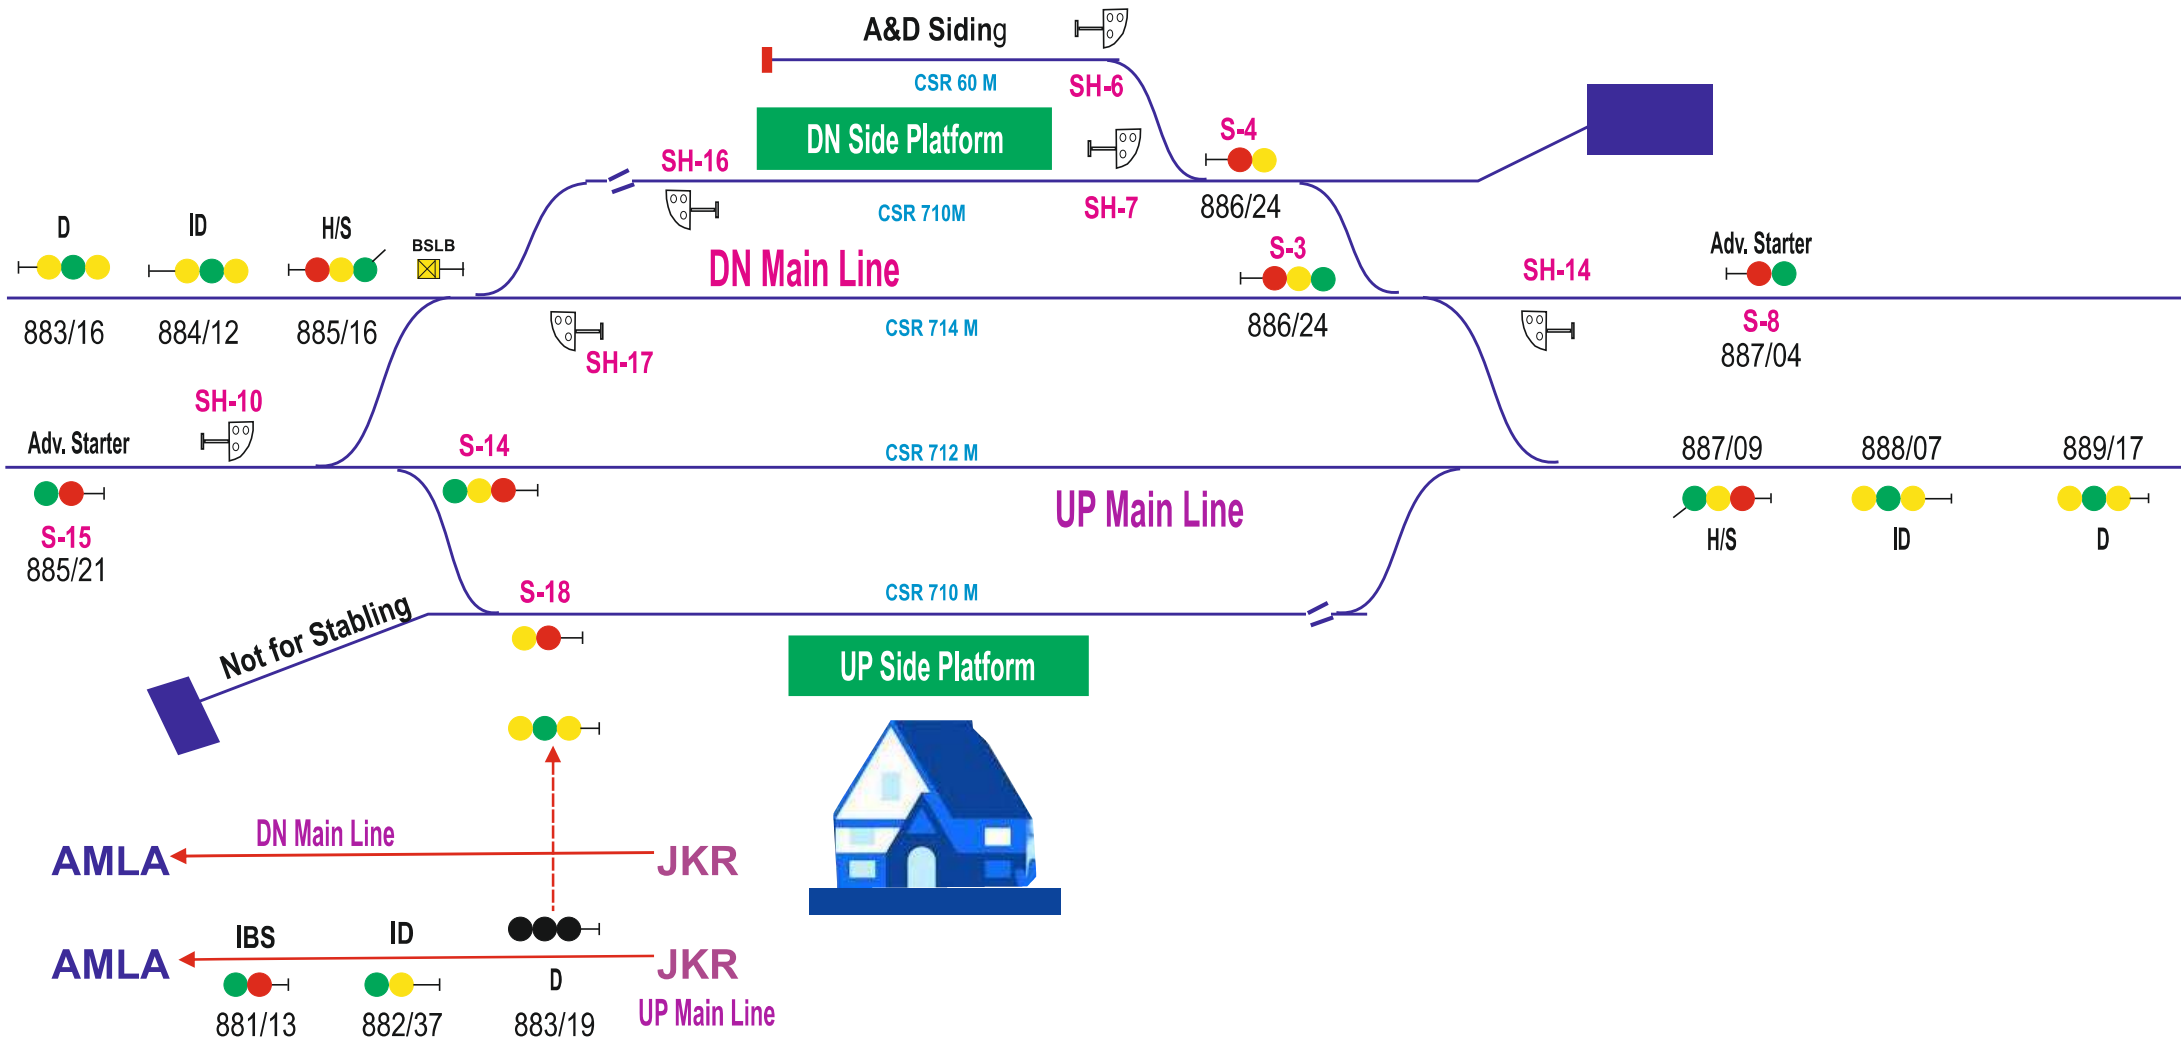 A&D Siding
CSR 60 M
SH-6
DN Side Platform
S-4
SH-16
SH-7
886/24
CSR 710M
D
ID
H/S
BSLB
DN Main Line
S-3
SH-14
Adv. Starter
883/16
884/12
885/16
CSR 714 M
886/24
S-8
887/04
SH-17
SH-10
Adv. Starter
S-14
CSR 712 M
887/09
888/07
889/17
UP Main Line
S-15
885/21
H/S
ID
D
S-18
CSR 710 M
Not for Stabling
UP Side Platform
DN Main Line
AMLA
JKR
IBS
ID
AMLA
JKR
D
UP Main Line
881/13
882/37
883/19